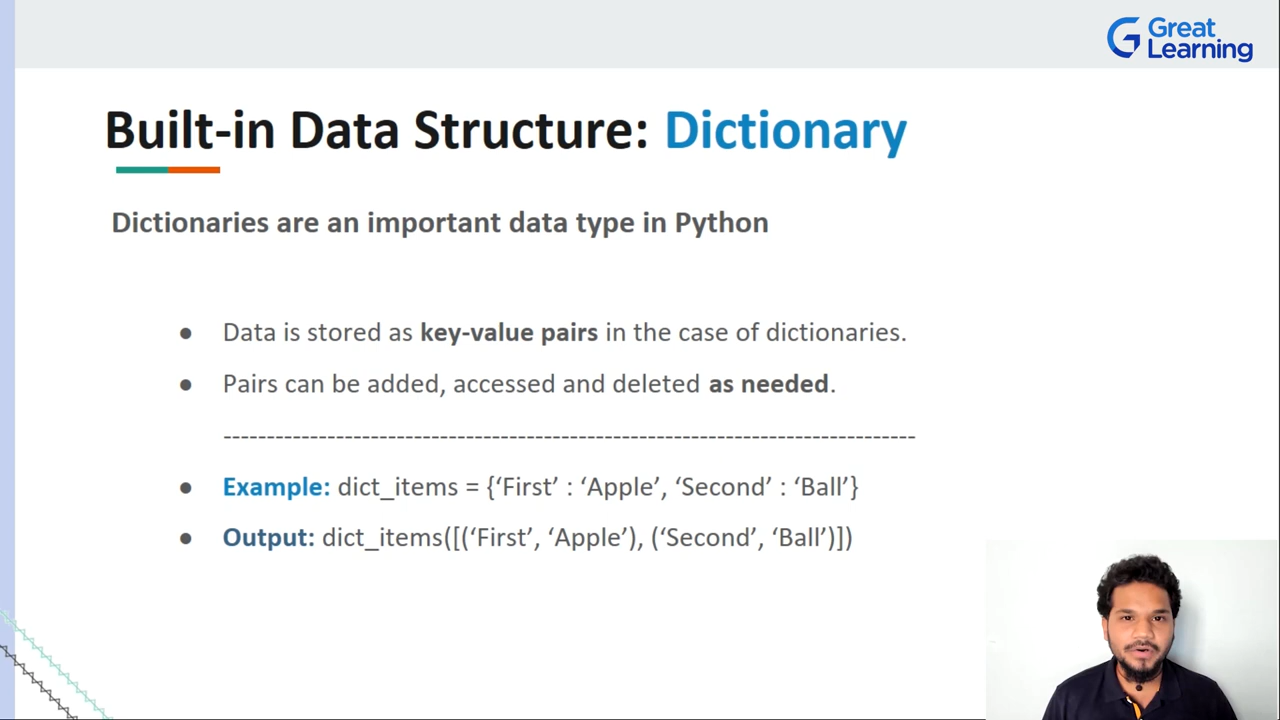 Great
Learning
Built-in Data Structure: Dictionary
Dictionaries are an important data type in Python
● Data is stored as key-value pairs in the case of dictionaries.
● Pairs can be added, accessed and deleted as needed.
--------------------------------------------------------------------------------
● Example: dict_items = {‘First’ : ‘Apple’, ‘Second’ : ‘Ball’}
● Output: dict_items([(‘First’, ‘Apple’), (‘Second’, ‘Ball’)])